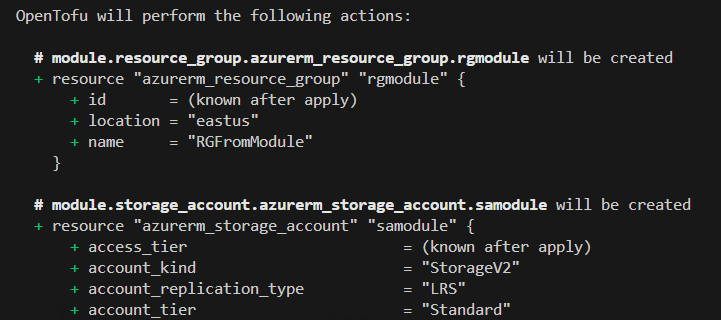 OpenTofu will perform the following actions:
# module.resource_group.azurerm_resource_group.rgmodule will be created
+ resource "azurerm_resource_group" "rgmodule" {
+ id       = (known after apply)
+ location = "eastus"
+ name     = "RGFromModule"
}
# module.storage_account.azurerm_storage_account.samodule will be created
+ resource "azurerm_storage_account" "samodule" {
+ access_tier                      = (known after apply)
+ account_kind                     = "StorageV2"
+ account_replication_type         = "LRS"
+ account_tier                     = "Standard"